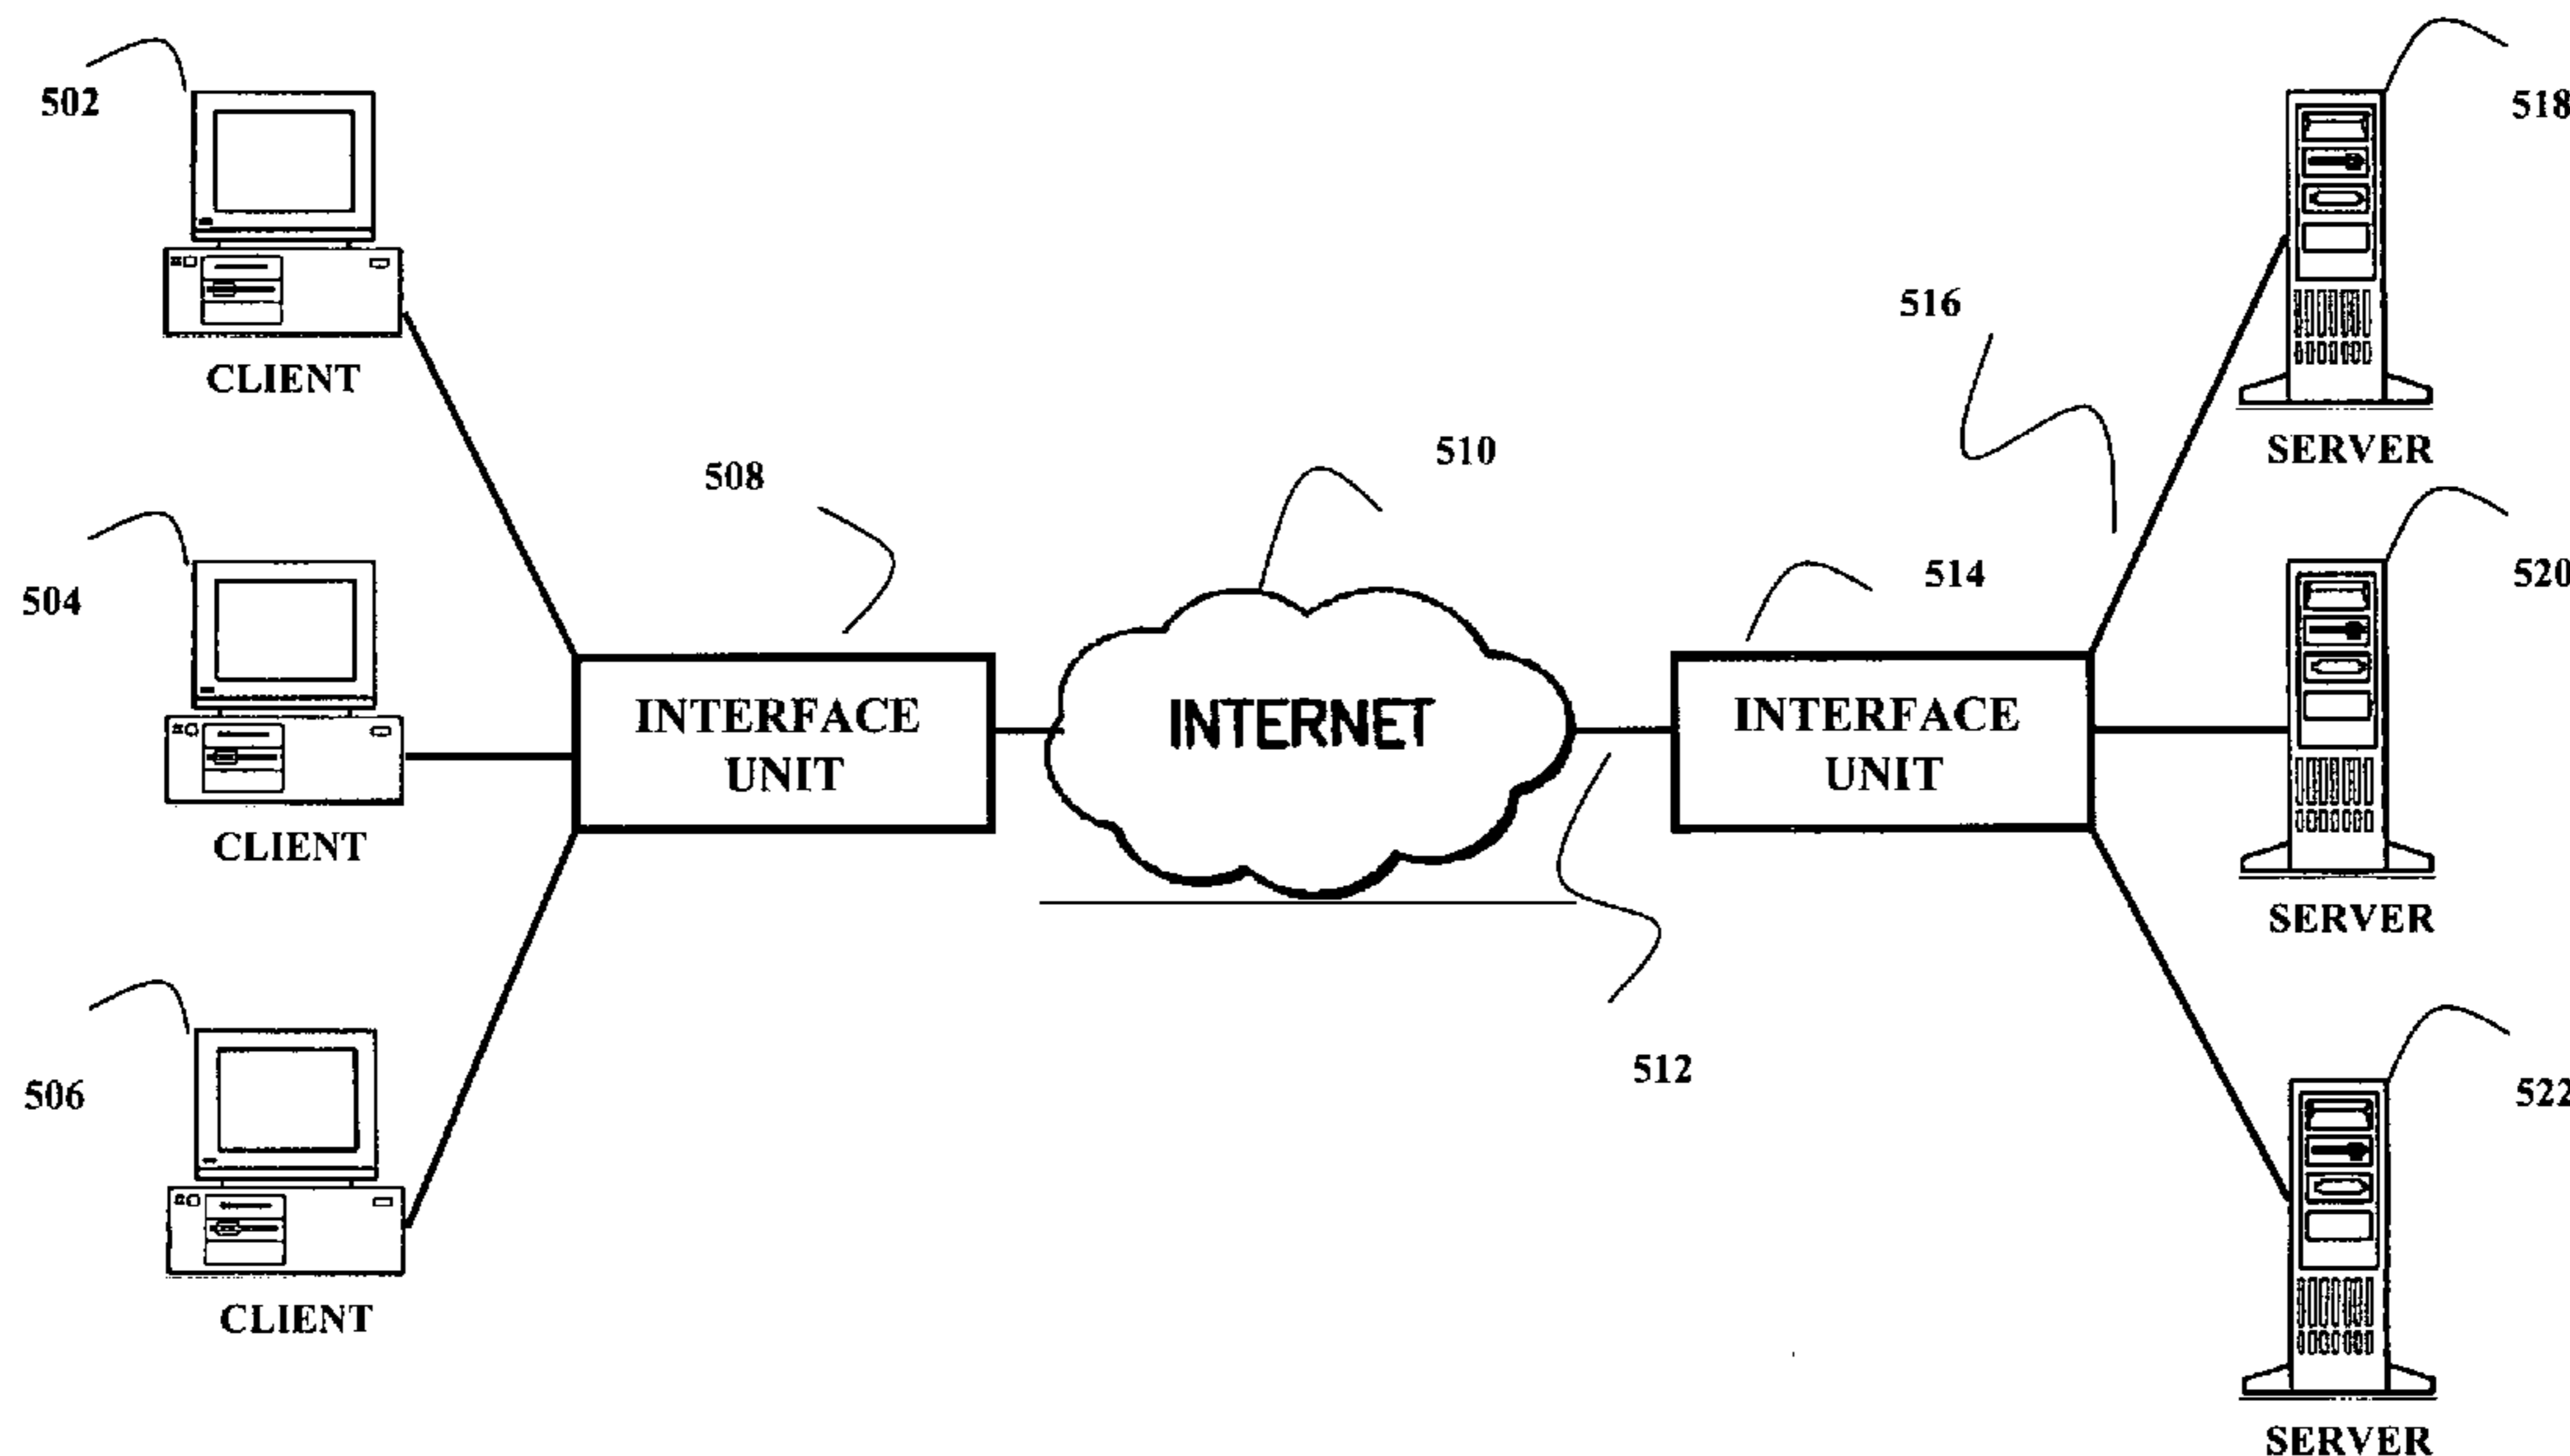 502
518
CLIENT
516
SERVER
508
510
504
514
520
INTERFACE
UNIT
INTERNET
INTERFACE
UNIT
CLIENT
SERVER
506
512
522
CLIENT
SERVER